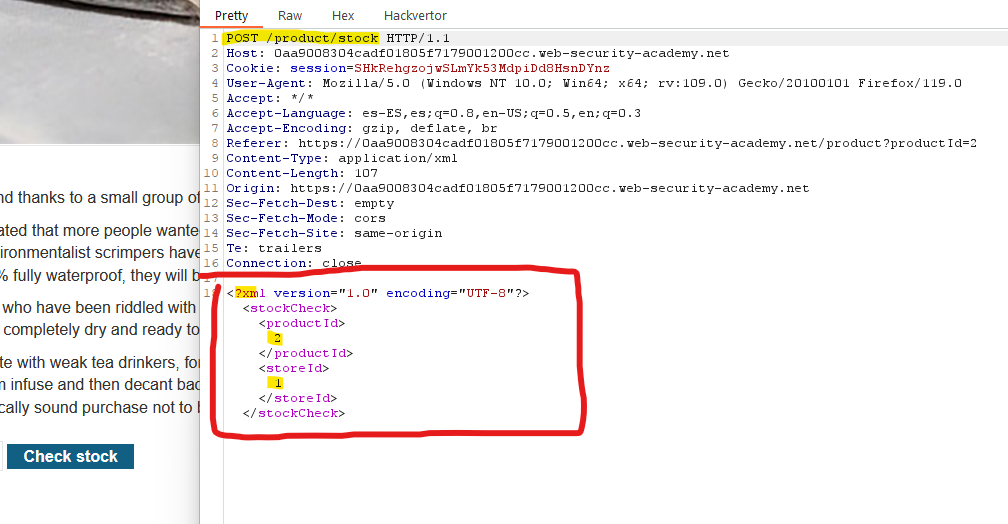 Pretty Raw Hex Hackvertor
1 POST /product/stock HTTP/1.1
2 Host: 0aa9008304cadf01805f7179001200cc.web-security-academy.net
3 Cookie: session=SHkRehgzojwSLmYk53MdpiDd8HsnDYnz
4 User-Agent: Mozilla/5.0 (Windows NT 10.0; Win64; x64; rv:109.0) Gecko/20100101 Firefox/119.0
5 Accept: */*
6 Accept-Language: es-ES,es;q=0.8,en-US;q=0.5,en;q=0.3
7 Accept-Encoding: gzip, deflate, br
8 Referer: https://0aa9008304cadf01805f7179001200cc.web-security-academy.net/product?productId=2
9 Content-Type: application/xml
10 Content-Length: 107
11 Origin: https://0aa9008304cadf01805f7179001200cc.web-security-academy.net
12 Sec-Fetch-Dest: empty
13 Sec-Fetch-Mode: cors
14 Sec-Fetch-Site: same-origin
15 Te: trailers
16 Connection: close
17
18 <?xml version="1.0" encoding="UTF-8"?>
<stockCheck>
<productId>
2
</productId>
<storeId>
1
</storeId>
</stockCheck>
nd thanks to a small group of
ated that more people wante
ironmentalist scrimpers have
% fully waterproof, they will b
who have been riddled with
completely dry and ready to
te with weak tea drinkers, for
n infuse and then decant bac
cally sound purchase not to b
Check stock